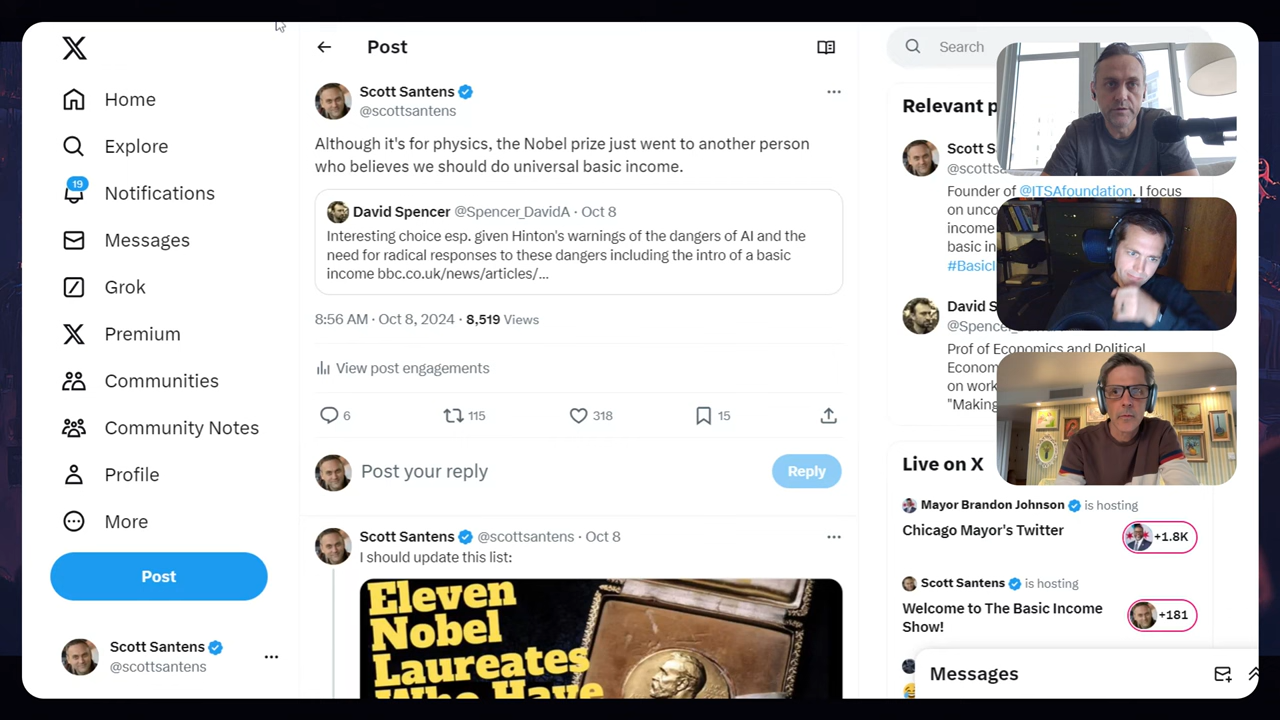 Home
Explore
19
Notifications
Messages
Grok
Premium
Communities
Community Notes
Profile
More
Post
Scott Santens
@scottsantens
Post
Scott Santens
@scottsantens
Although it's for physics, the Nobel prize just went to another person
who believes we should do universal basic income.
David Spencer @Spencer_DavidA · Oct 8
Interesting choice esp. given Hinton's warnings of the dangers of AI and the
need for radical responses to these dangers including the intro of a basic
income bbc.co.uk/news/articles/...
8:56 AM · Oct 8, 2024 · 8,519 Views
View post engagements
6 115 318 15
Post your reply
Reply
Scott Santens @scottsantens · Oct 8
I should update this list:
Eleven
Nobel
Laureates
Who Have
Search
Relevant p
Scott S
@scottsa
Founder of @ITSAfoundation. I focus
on unco
income
basic in
#BasicI
David S
@Spencer_DavidA
Prof of Economics and Political
Econom
on work
"Making
Live on X
Mayor Brandon Johnson is hosting
Chicago Mayor's Twitter
+1.8K
Scott Santens is hosting
Welcome to The Basic Income
Show!
+181
Messages